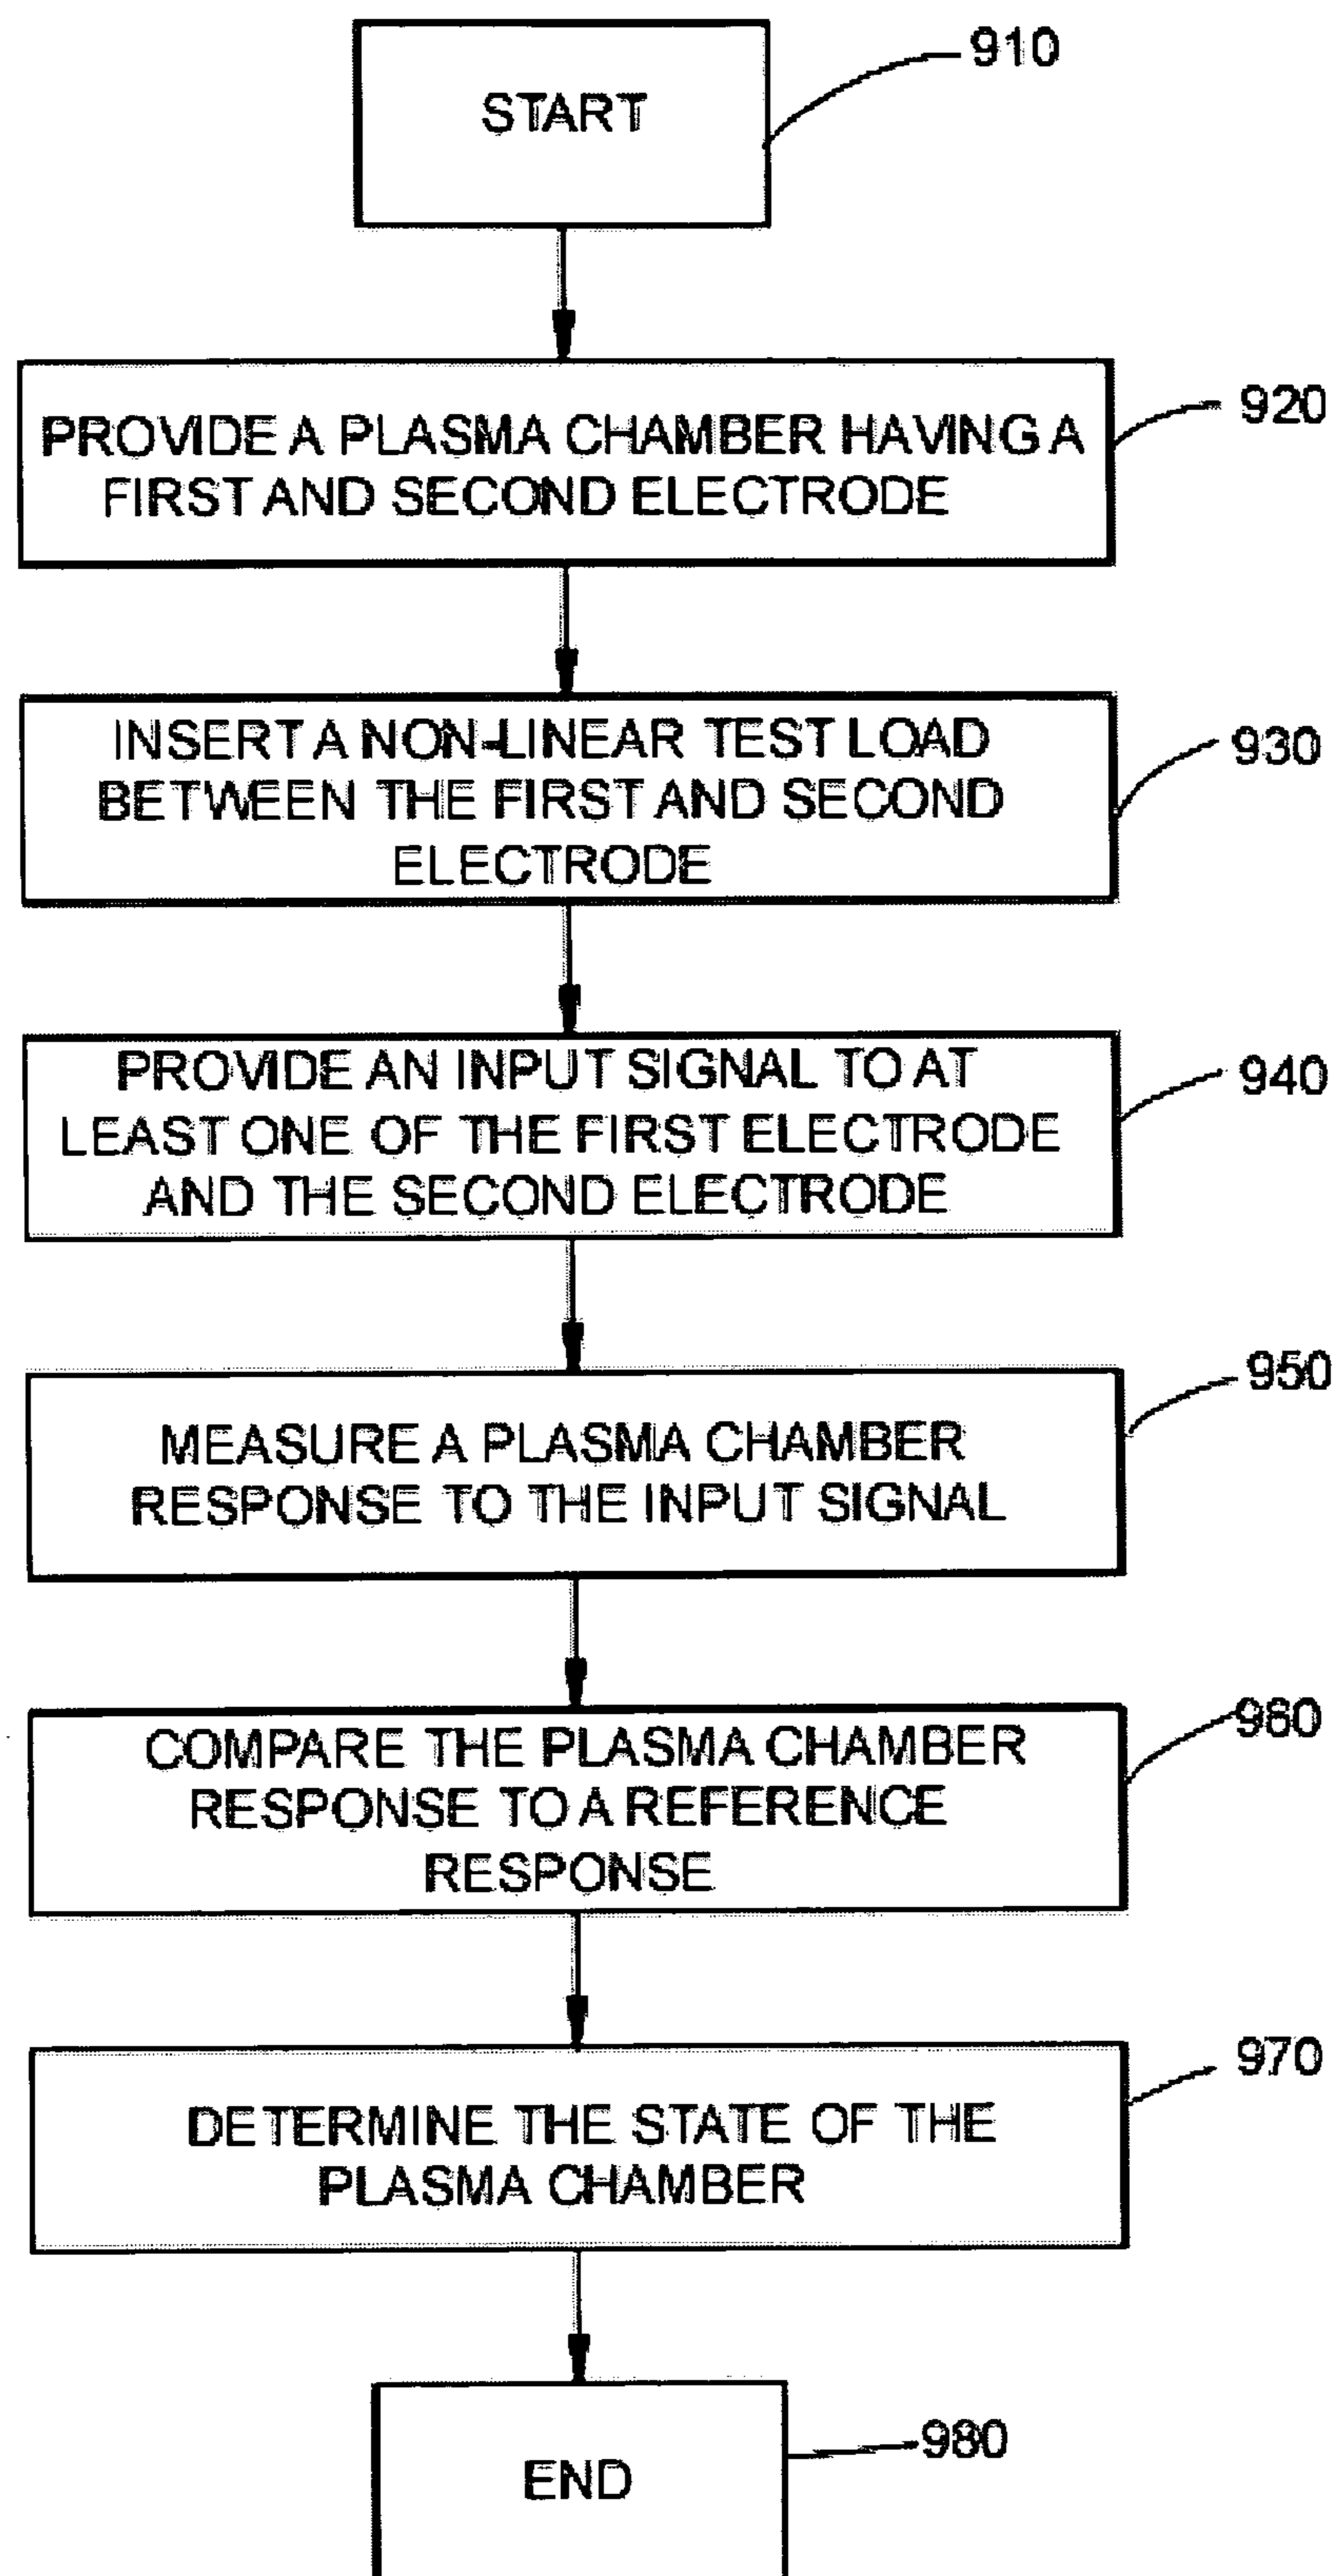 START
910
PROVIDE A PLASMA CHAMBER HAVING A
FIRST AND SECOND ELECTRODE
920
INSERT A NON-LINEAR TEST LOAD
BETWEEN THE FIRST AND SECOND
ELECTRODE
930
PROVIDE AN INPUT SIGNAL TO AT
LEAST ONE OF THE FIRST ELECTRODE
AND THE SECOND ELECTRODE
940
MEASURE A PLASMA CHAMBER
RESPONSE TO THE INPUT SIGNAL
950
COMPARE THE PLASMA CHAMBER
RESPONSE TO A REFERENCE
RESPONSE
960
DETERMINE THE STATE OF THE
PLASMA CHAMBER
970
END
980